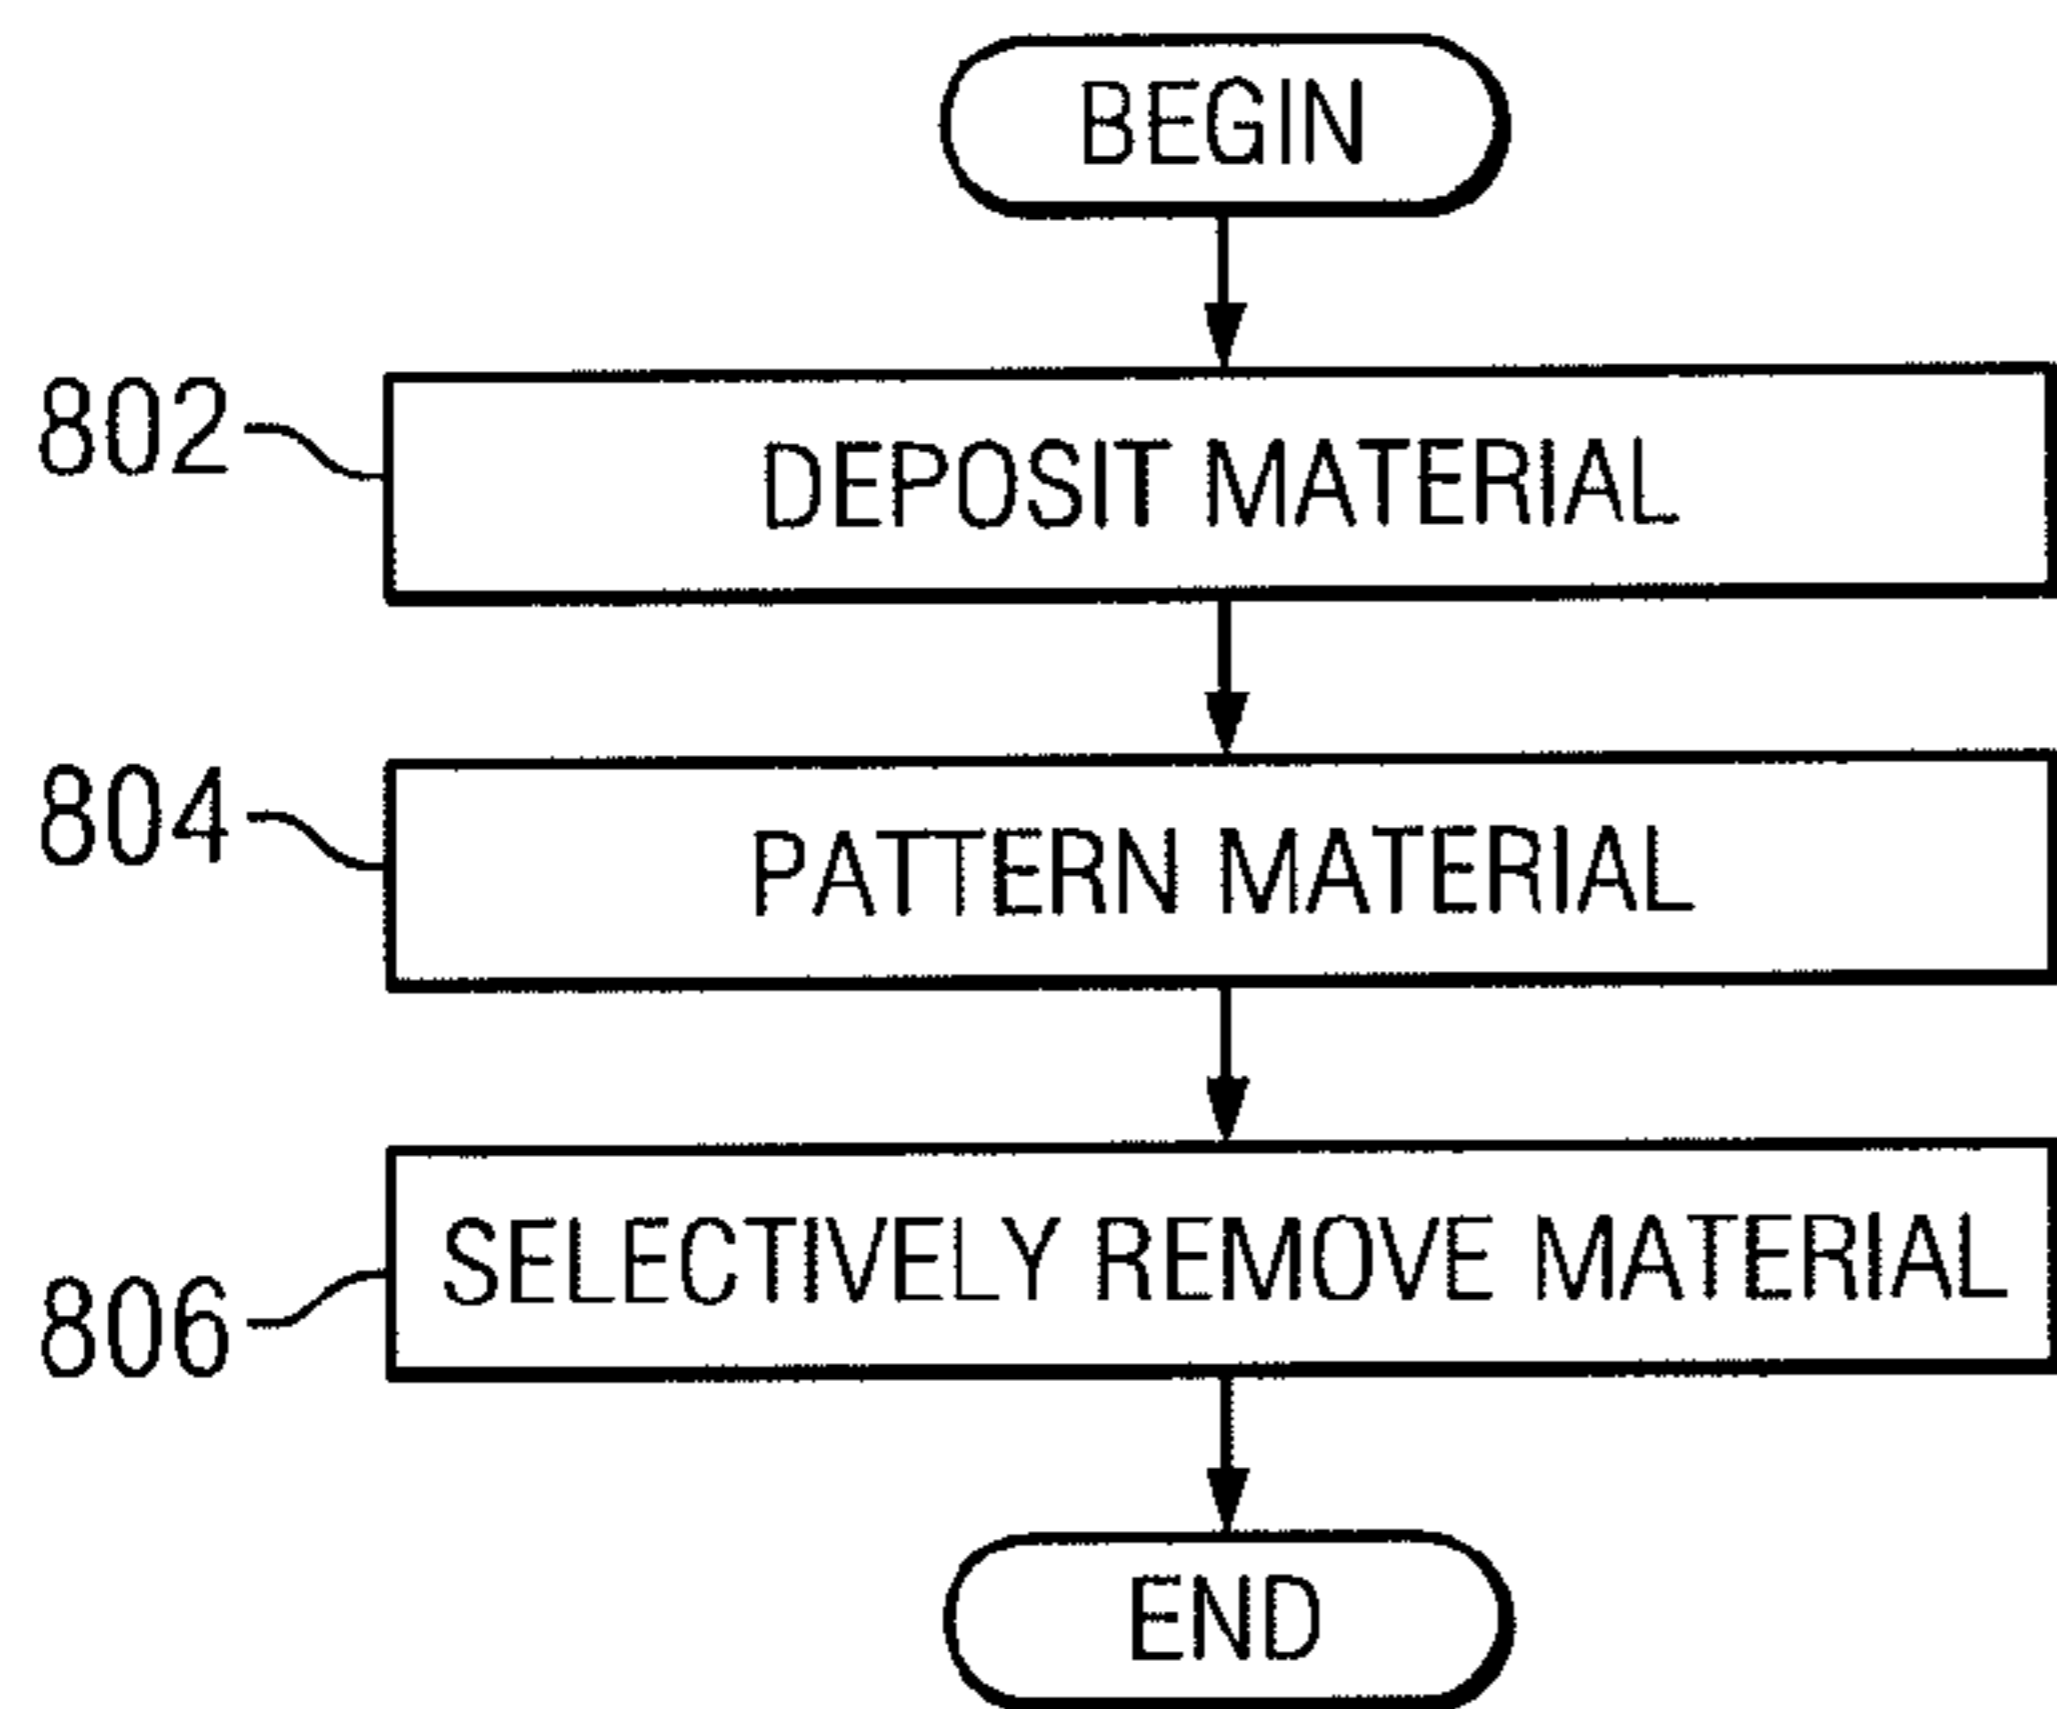 BEGIN
802
DEPOSIT MATERIAL
804
PATTERN MATERIAL
806
SELECTIVELY REMOVE MATERIAL
END